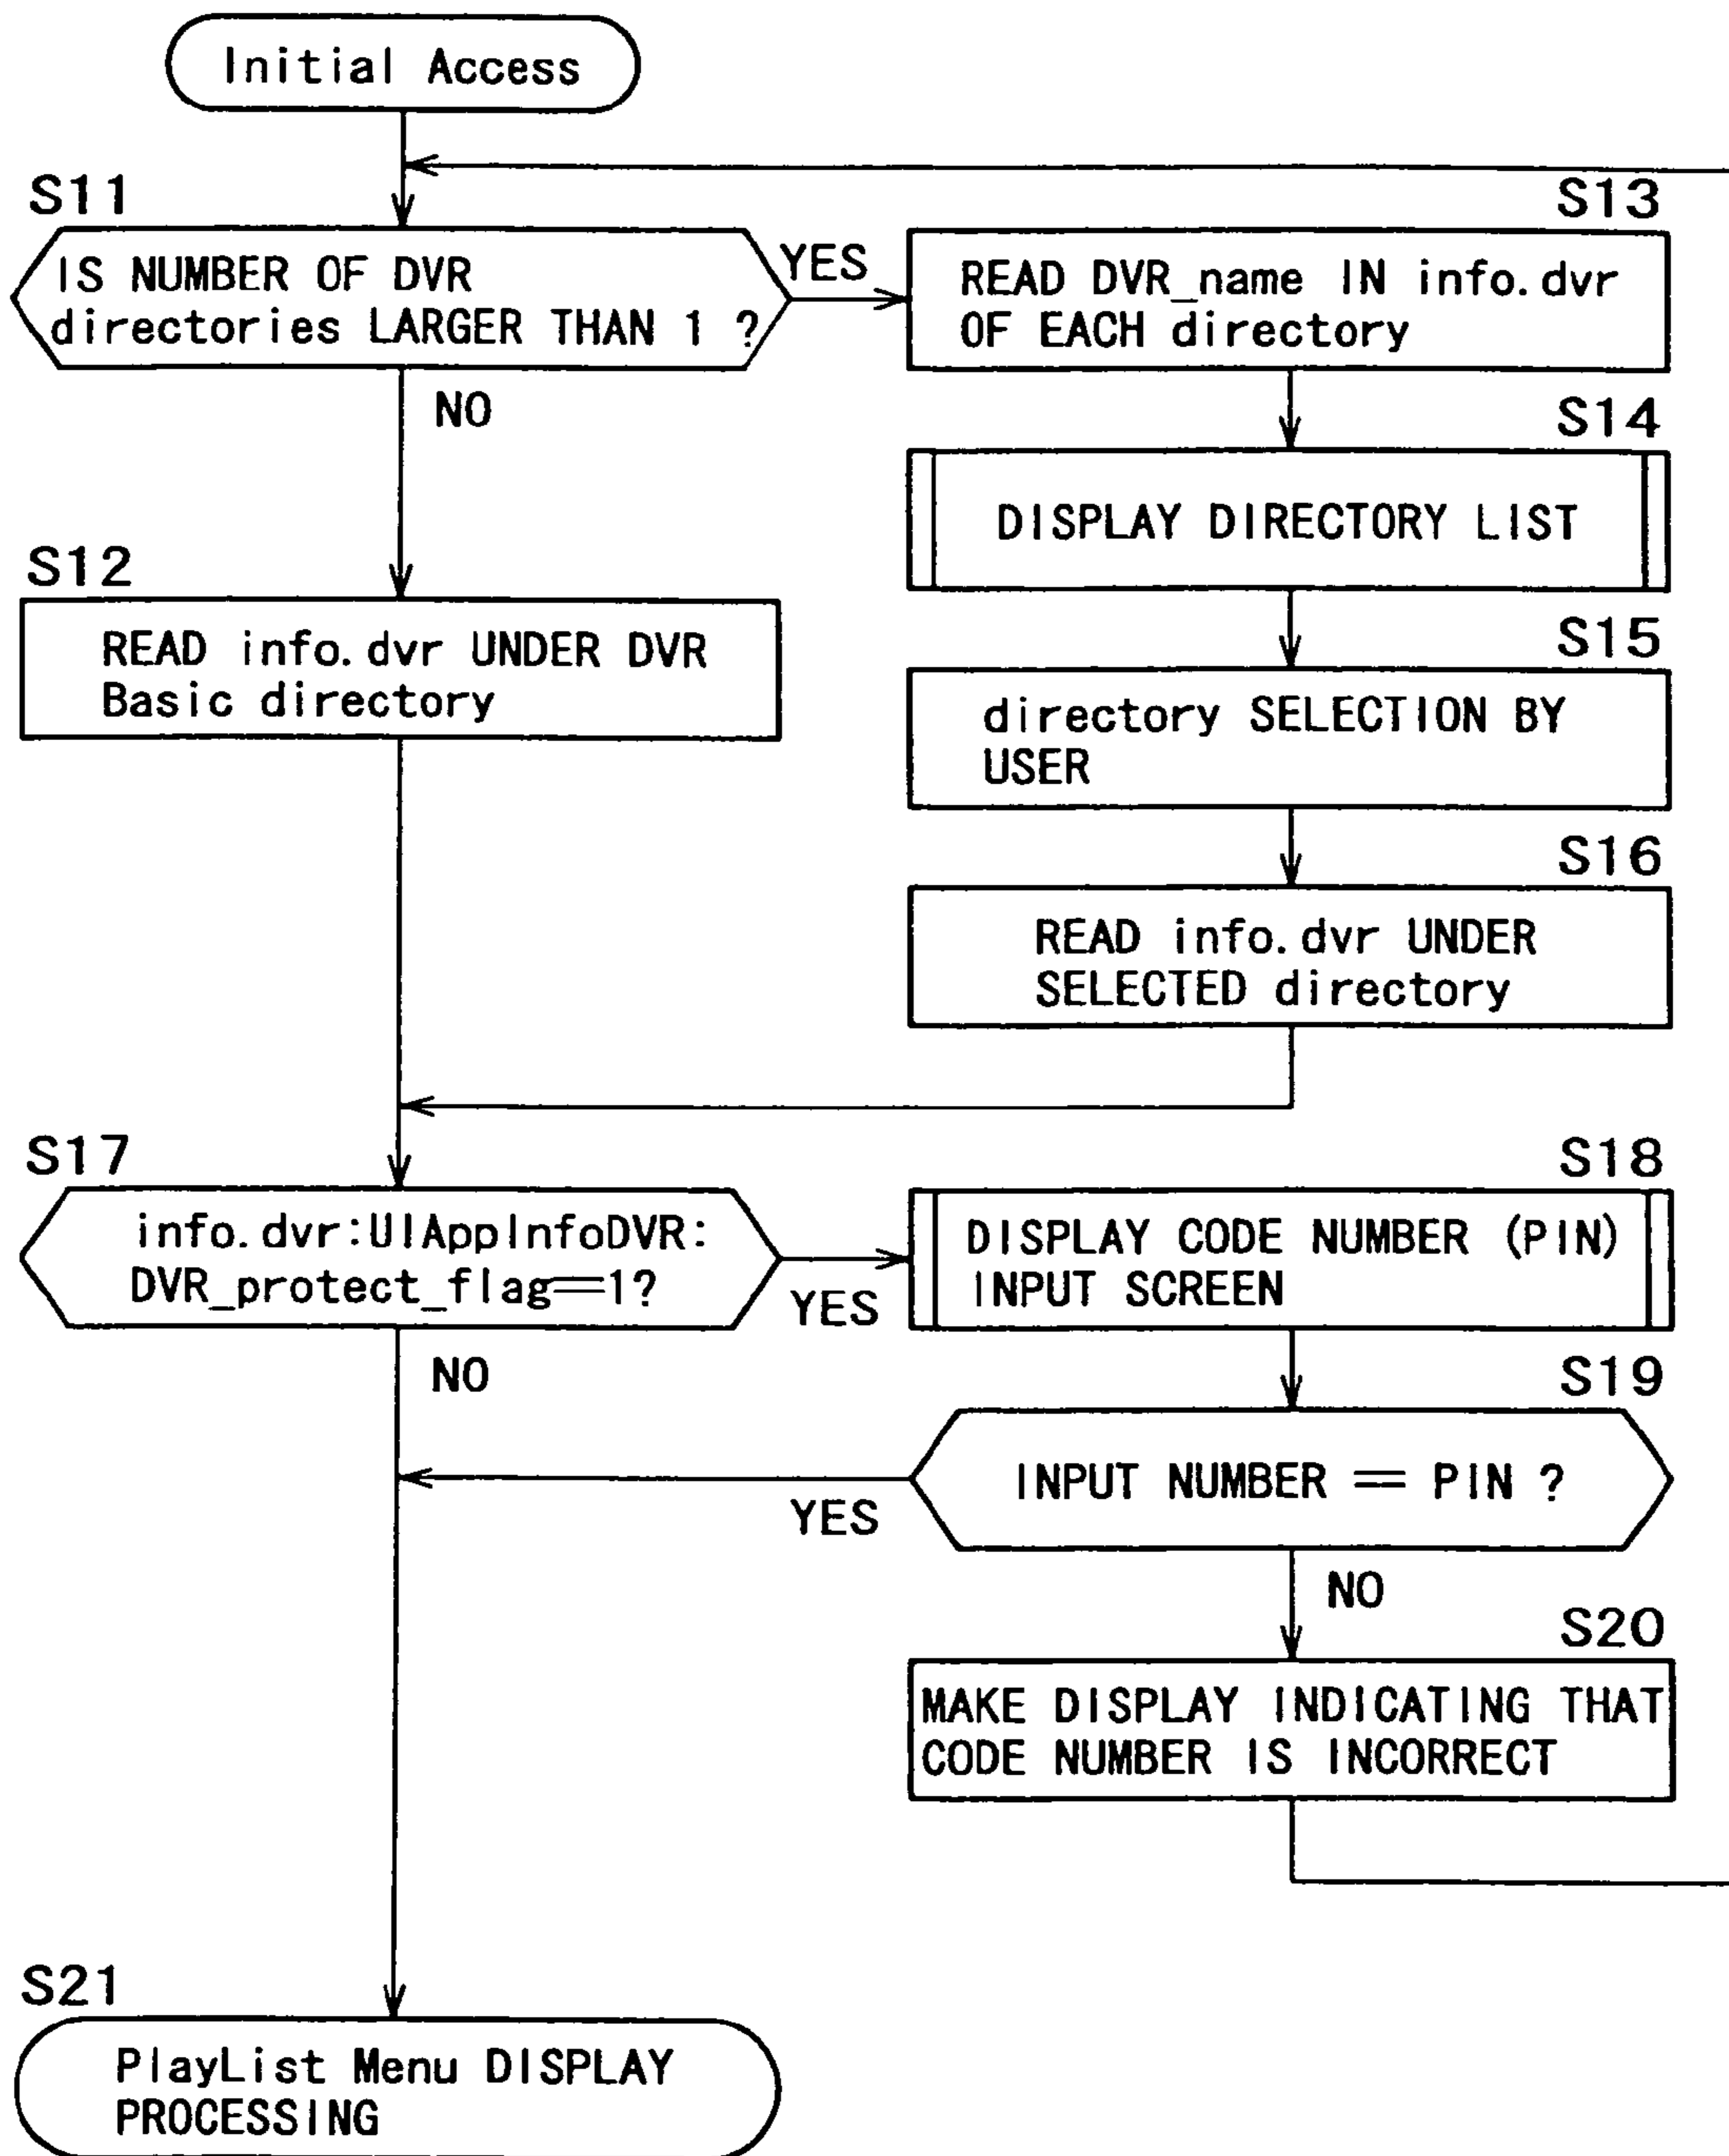 Initial Access
S11
IS NUMBER OF DVR
directories LARGER THAN 1 ?
YES
NO
S13
READ DVR_name IN info.dvr
OF EACH directory
S14
DISPLAY DIRECTORY LIST
S12
READ info.dvr UNDER DVR
Basic directory
S15
directory SELECTION BY
USER
S16
READ info.dvr UNDER
SELECTED directory
S17
info.dvr:UIAppInfoDVR:
DVR_protect_flag==1?
YES
NO
S18
DISPLAY CODE NUMBER (PIN)
INPUT SCREEN
S19
INPUT NUMBER == PIN ?
YES
NO
S20
MAKE DISPLAY INDICATING THAT
CODE NUMBER IS INCORRECT
S21
PlayList Menu DISPLAY
PROCESSING